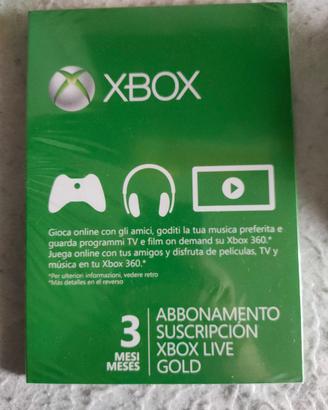 XBOX
Gioca online con gli amici, goditi la tua musica preferita e
guarda programmi TV e film on demand su Xbox 360.*
Juega online con tus amigos y disfruta de películas, TV y
música en tu Xbox 360.*
*Per ulteriori informazioni, vedere retro
*Más detalles en el reverso
3
MESI
MESES
ABBONAMENTO
SUSCRIPCIÓN
XBOX LIVE
GOLD